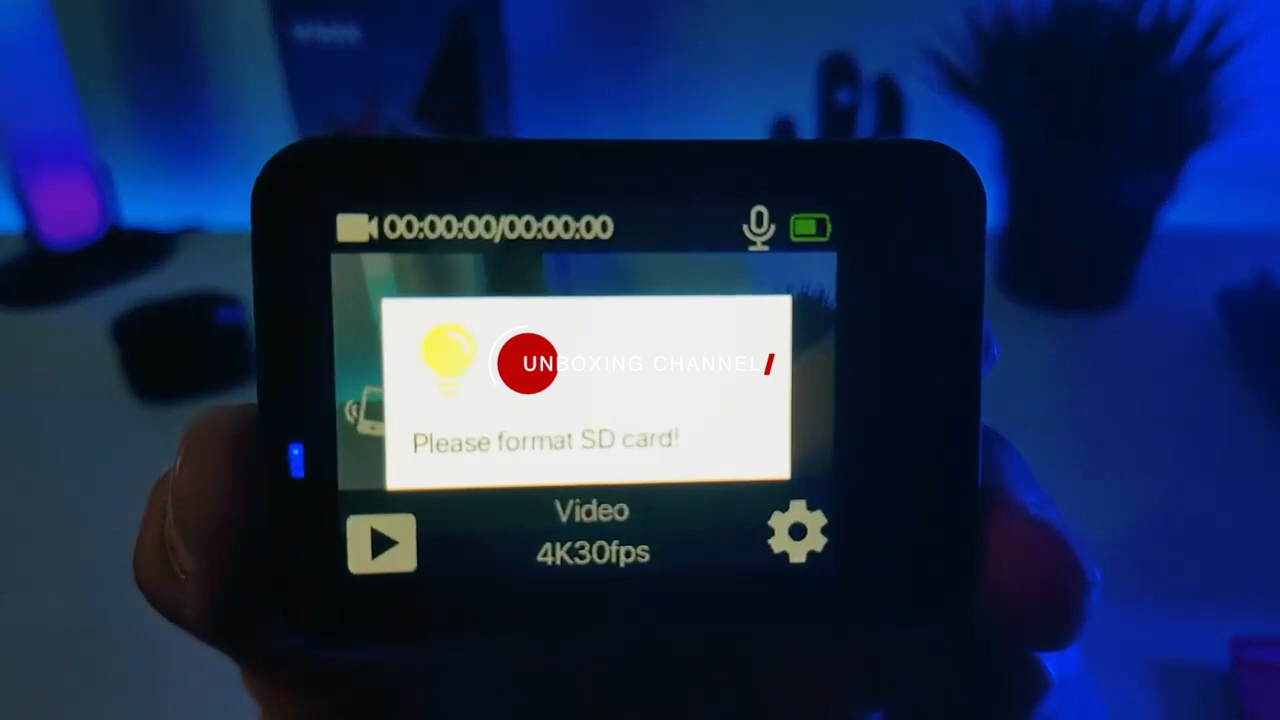 00:00:00/00:00:00
UNBOXING CHANNEL/
Please format SD card!
Video
4K30fps